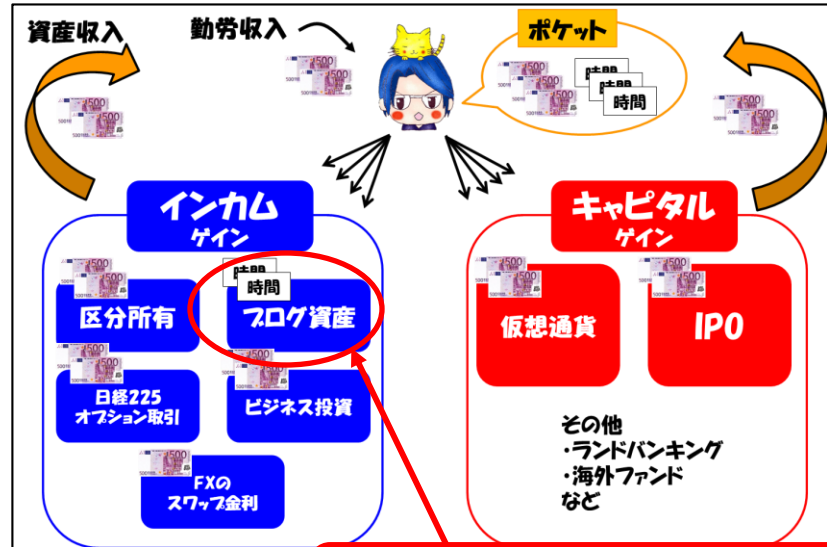 資産収入
勤労収入
ポケット
時間
時間
時間
インカム
ゲイン
キャピタル
ゲイン
区分所有
時間
時間
ブログ資産
日経225
オプション取引
ビジネス投資
FXの
スワップ金利
仮想通貨
IPO
その他
・ランドバンキング
・海外ファンド
など